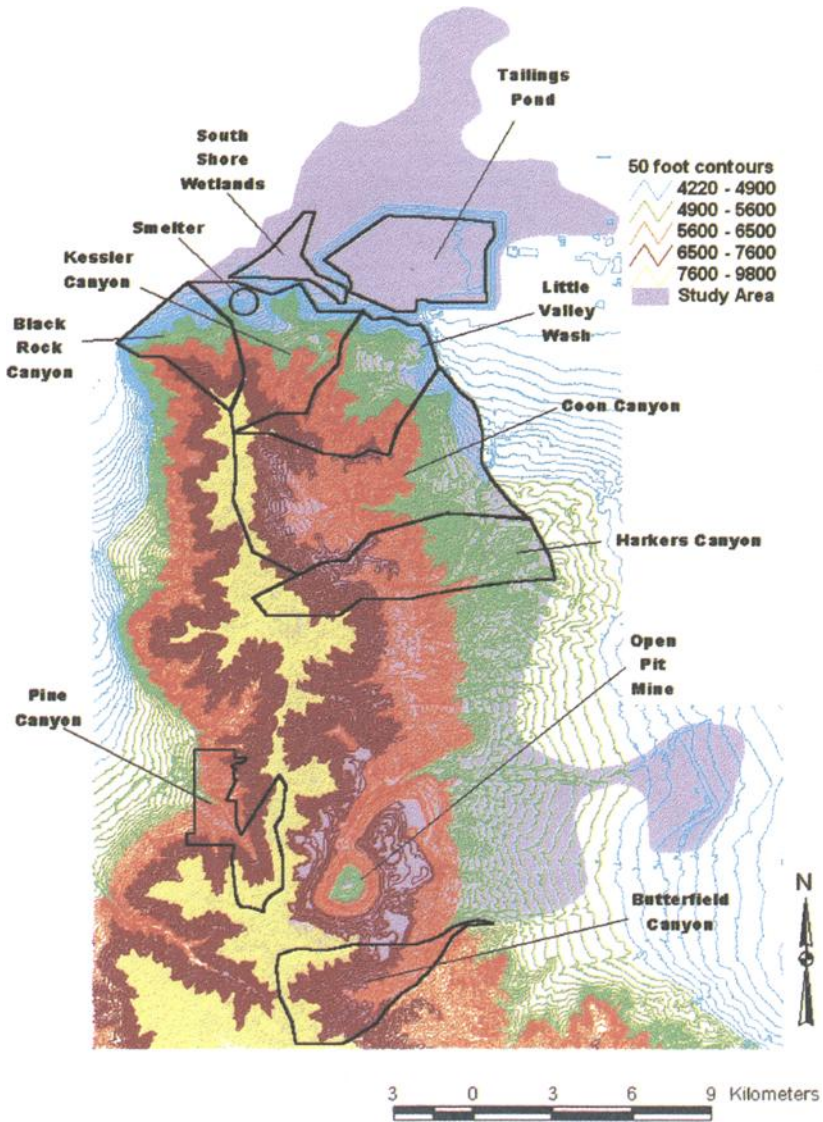 Tailings
Pond
South
Shore
Wetlands
Smelter
Kessler
Canyon
Black
Rock
Canyon
50 foot contours
4220 - 4900
4900 - 5600
5600 - 6500
6500 - 7600
7600 - 9800
Study Area
Little
Valley
Wash
Coon Canyon
Harkers Canyon
Open
Pit
Mine
Pine
Canyon
Butterfield
Canyon
N
3 0 3 6 9 Kilometers